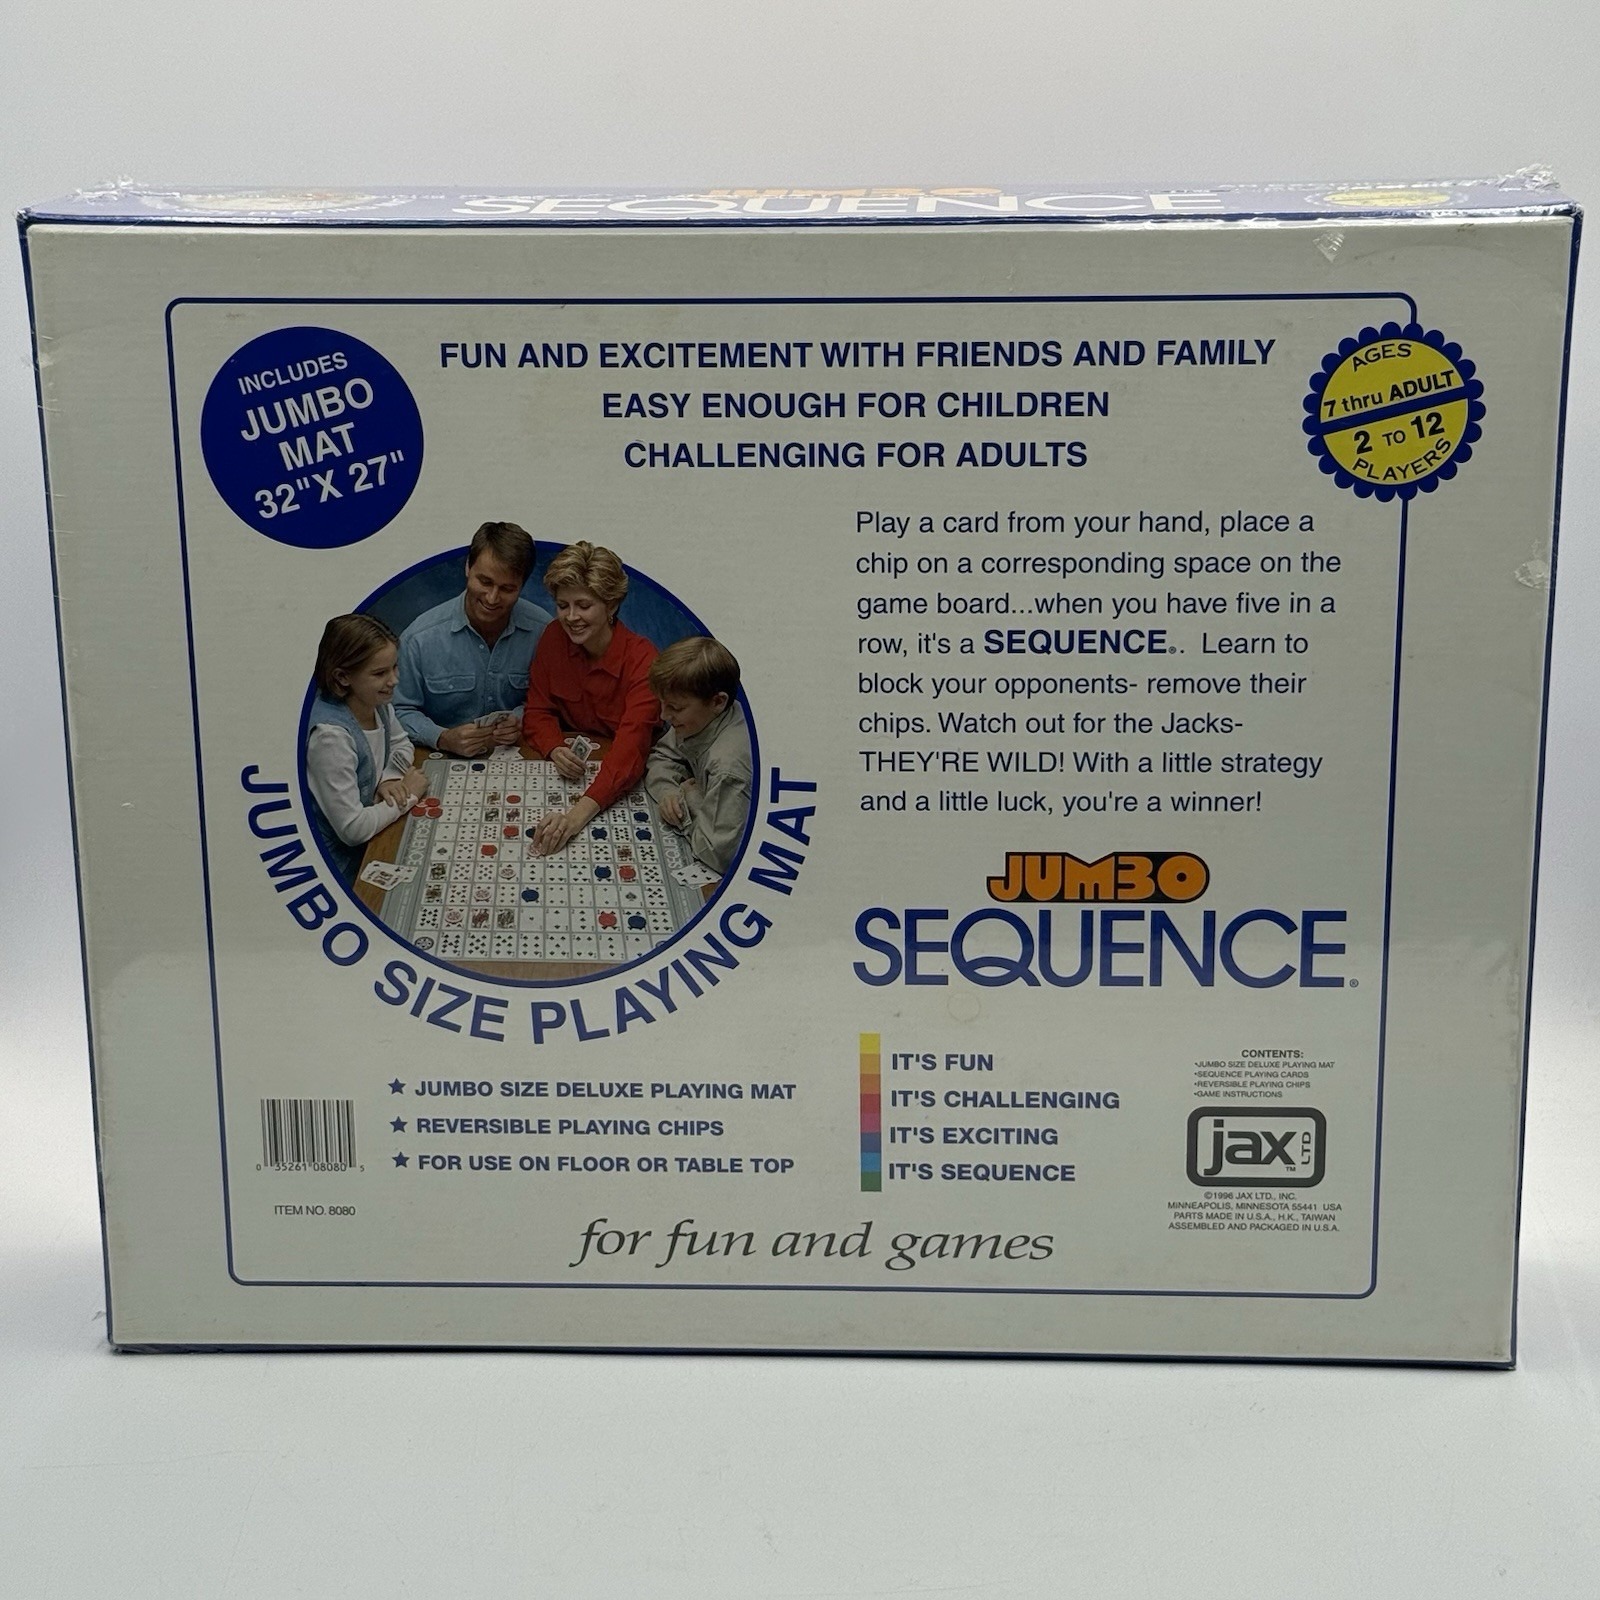 JUMBO
SEQUENCE
INCLUDES
JUMBO
MAT
32" X 27"
FUN AND EXCITEMENT WITH FRIENDS AND FAMILY
EASY ENOUGH FOR CHILDREN
CHALLENGING FOR ADULTS
AGES
7 thru ADULT
2 TO 12
PLAYERS
Play a card from your hand, place a
chip on a corresponding space on the
game board...when you have five in a
row, it's a SEQUENCE®. Learn to
block your opponents- remove their
chips. Watch out for the Jacks-
THEY'RE WILD! With a little strategy
and a little luck, you're a winner!
JUMBO SIZE PLAYING MAT
JUMBO
SEQUENCE®
★ JUMBO SIZE DELUXE PLAYING MAT
★ REVERSIBLE PLAYING CHIPS
★ FOR USE ON FLOOR OR TABLE TOP
IT'S FUN
IT'S CHALLENGING
IT'S EXCITING
IT'S SEQUENCE
CONTENTS:
•JUMBO SIZE DELUXE PLAYING MAT
•SEQUENCE PLAYING CARDS
•REVERSIBLE PLAYING CHIPS
•GAME INSTRUCTIONS
jax LTD ™
©1996 JAX LTD., INC.
MINNEAPOLIS, MINNESOTA 55441 USA
PARTS MADE IN U.S.A., H.K., TAIWAN
ASSEMBLED AND PACKAGED IN U.S.A.
0 35261 08080 5
ITEM NO. 8080
for fun and games